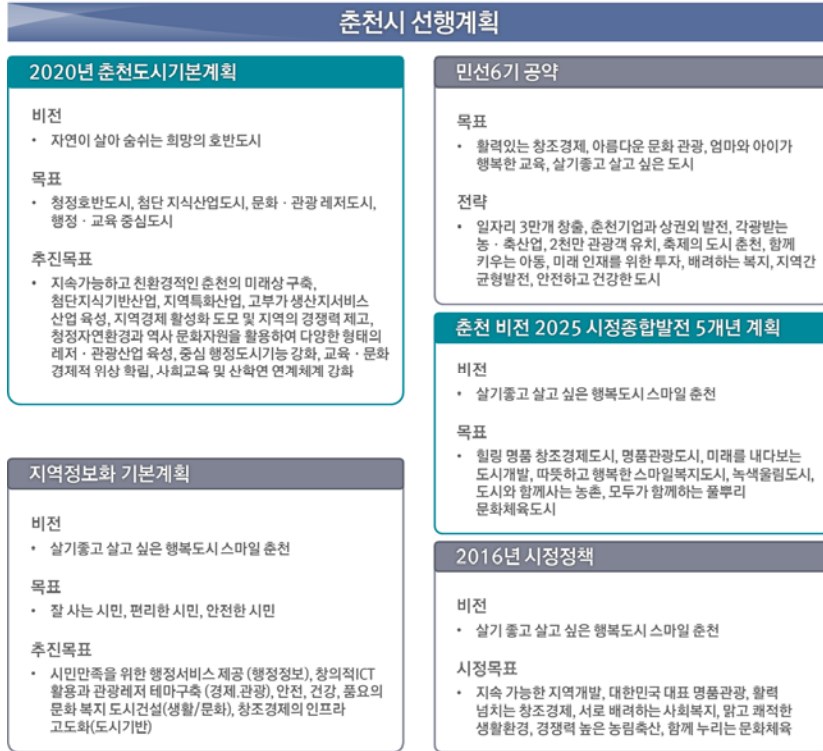 춘천시 선행계획
2020년 춘천도시기본계획
비전
• 자연이 살아 숨쉬는 희망의 호반도시
목표
• 청정호반도시, 첨단 지식산업도시, 문화 · 관광 레저도시,
행정 · 교육 중심도시
추진목표
• 지속가능하고 친환경적인 춘천의 미래상 구축,
첨단지식기반산업, 지역특화산업, 고부가 생산지서비스
산업 육성, 지역경제 활성화 도모 및 지역의 경쟁력 제고,
청정자연환경과 역사 문화자원을 활용하여 다양한 형태의
레저 · 관광산업 육성, 중심 행정도시기능 강화, 교육 · 문화
경제적 위상 확립, 사회교육 및 산학연 연계체계 강화
지역정보화 기본계획
비전
• 살기좋고 살고 싶은 행복도시 스마일 춘천
목표
• 잘 사는 시민, 편리한 시민, 안전한 시민
추진목표
• 시민만족을 위한 행정서비스 제공 (행정정보), 창의적ICT
활용과 관광레저 테마구축 (경제.관광), 안전, 건강, 품요의
문화 복지 도시건설(생활/문화), 창조경제의 인프라
고도화(도시기반)
민선6기 공약
목표
• 활력있는 창조경제, 아름다운 문화 관광, 엄마와 아이가
행복한 교육, 살기좋고 살고 싶은 도시
전략
• 일자리 3만개 창출, 춘천기업과 상권외 발전, 각광받는
농 · 축산업, 2천만 관광객 유치, 축제의 도시 춘천, 함께
키우는 아동, 미래 인재를 위한 투자, 배려하는 복지, 지역간
균형발전, 안전하고 건강한 도시
춘천 비전 2025 시정종합발전 5개년 계획
비전
• 살기좋고 살고 싶은 행복도시 스마일 춘천
목표
• 힐링 명품 창조경제도시, 명품관광도시, 미래를 내다보는
도시개발, 따뜻하고 행복한 스마일복지도시, 녹색울림도시,
도시와 함께사는 농촌, 모두가 함께하는 풀뿌리
문화체육도시
2016년 시정정책
비전
• 살기 좋고 살고 싶은 행복도시 스마일 춘천
시정목표
• 지속 가능한 지역개발, 대한민국 대표 명품관광, 활력
넘치는 창조경제, 서로 배려하는 사회복지, 맑고 쾌적한
생활환경, 경쟁력 높은 농림축산, 함께 누리는 문화체육